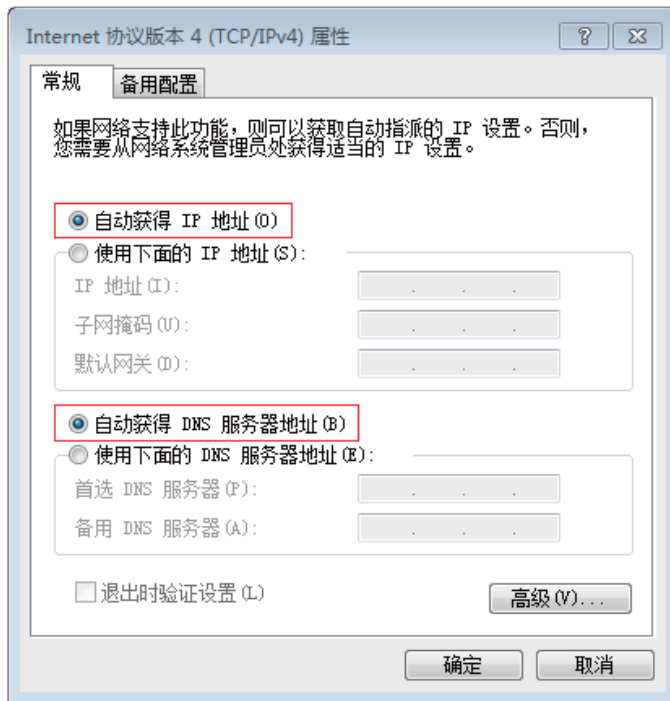 Internet 协议版本 4 (TCP/IPv4) 属性
常规
备用配置
如果网络支持此功能，则可以获取自动指派的 IP 设置。否则，
您需要从网络系统管理员处获得适当的 IP 设置。
自动获得 IP 地址(O)
使用下面的 IP 地址(S):
IP 地址(I):
子网掩码(U):
默认网关(D):
自动获得 DNS 服务器地址(B)
使用下面的 DNS 服务器地址(E):
首选 DNS 服务器(P):
备用 DNS 服务器(A):
退出时验证设置(L)
高级(V)...
确定
取消